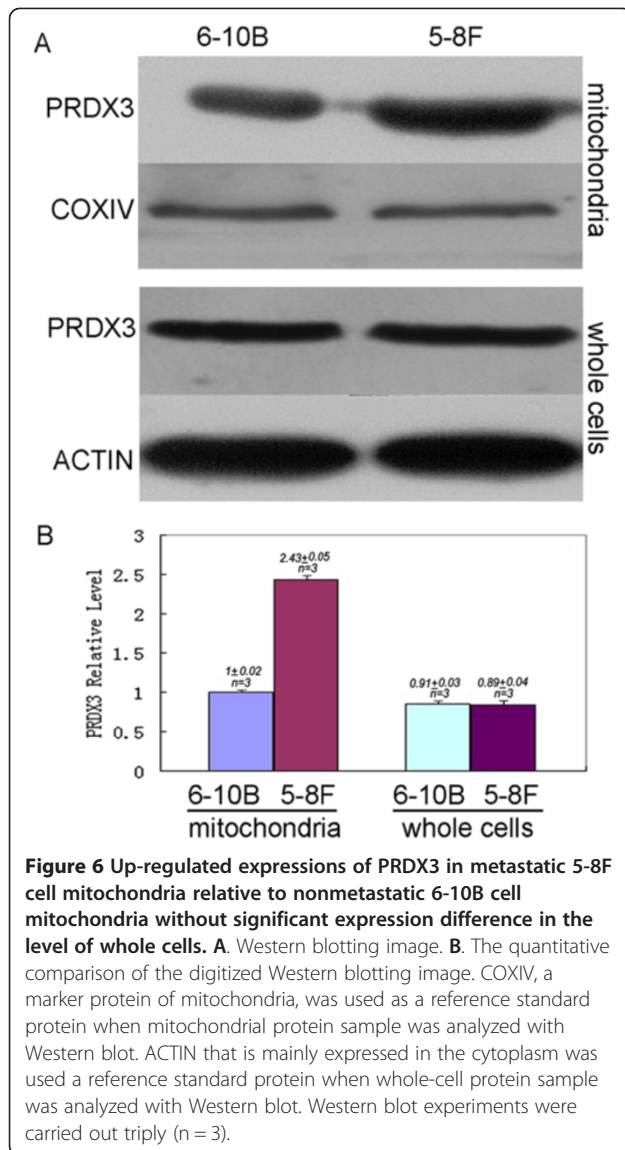 A
6-10B 5-8F
PRDX3
COXIV
mitochondria
PRDX3
ACTIN
whole cells
B
PRDX3 Relative Level
3
2.5
2
1.5
1
0.5
0
1±0.02
n=3
2.43±0.05
n=3
0.91±0.03
n=3
0.89±0.04
n=3
6-10B 5-8F 6-10B 5-8F
mitochondria whole cells
Figure 6 Up-regulated expressions of PRDX3 in metastatic 5-8F
cell mitochondria relative to nonmetastatic 6-10B cell
mitochondria without significant expression difference in the
level of whole cells. A. Western blotting image. B. The quantitative
comparison of the digitized Western blotting image. COXIV, a
marker protein of mitochondria, was used as a reference standard
protein when mitochondrial protein sample was analyzed with
Western blot. ACTIN that is mainly expressed in the cytoplasm was
used a reference standard protein when whole-cell protein sample
was analyzed with Western blot. Western blot experiments were
carried out triply (n = 3).